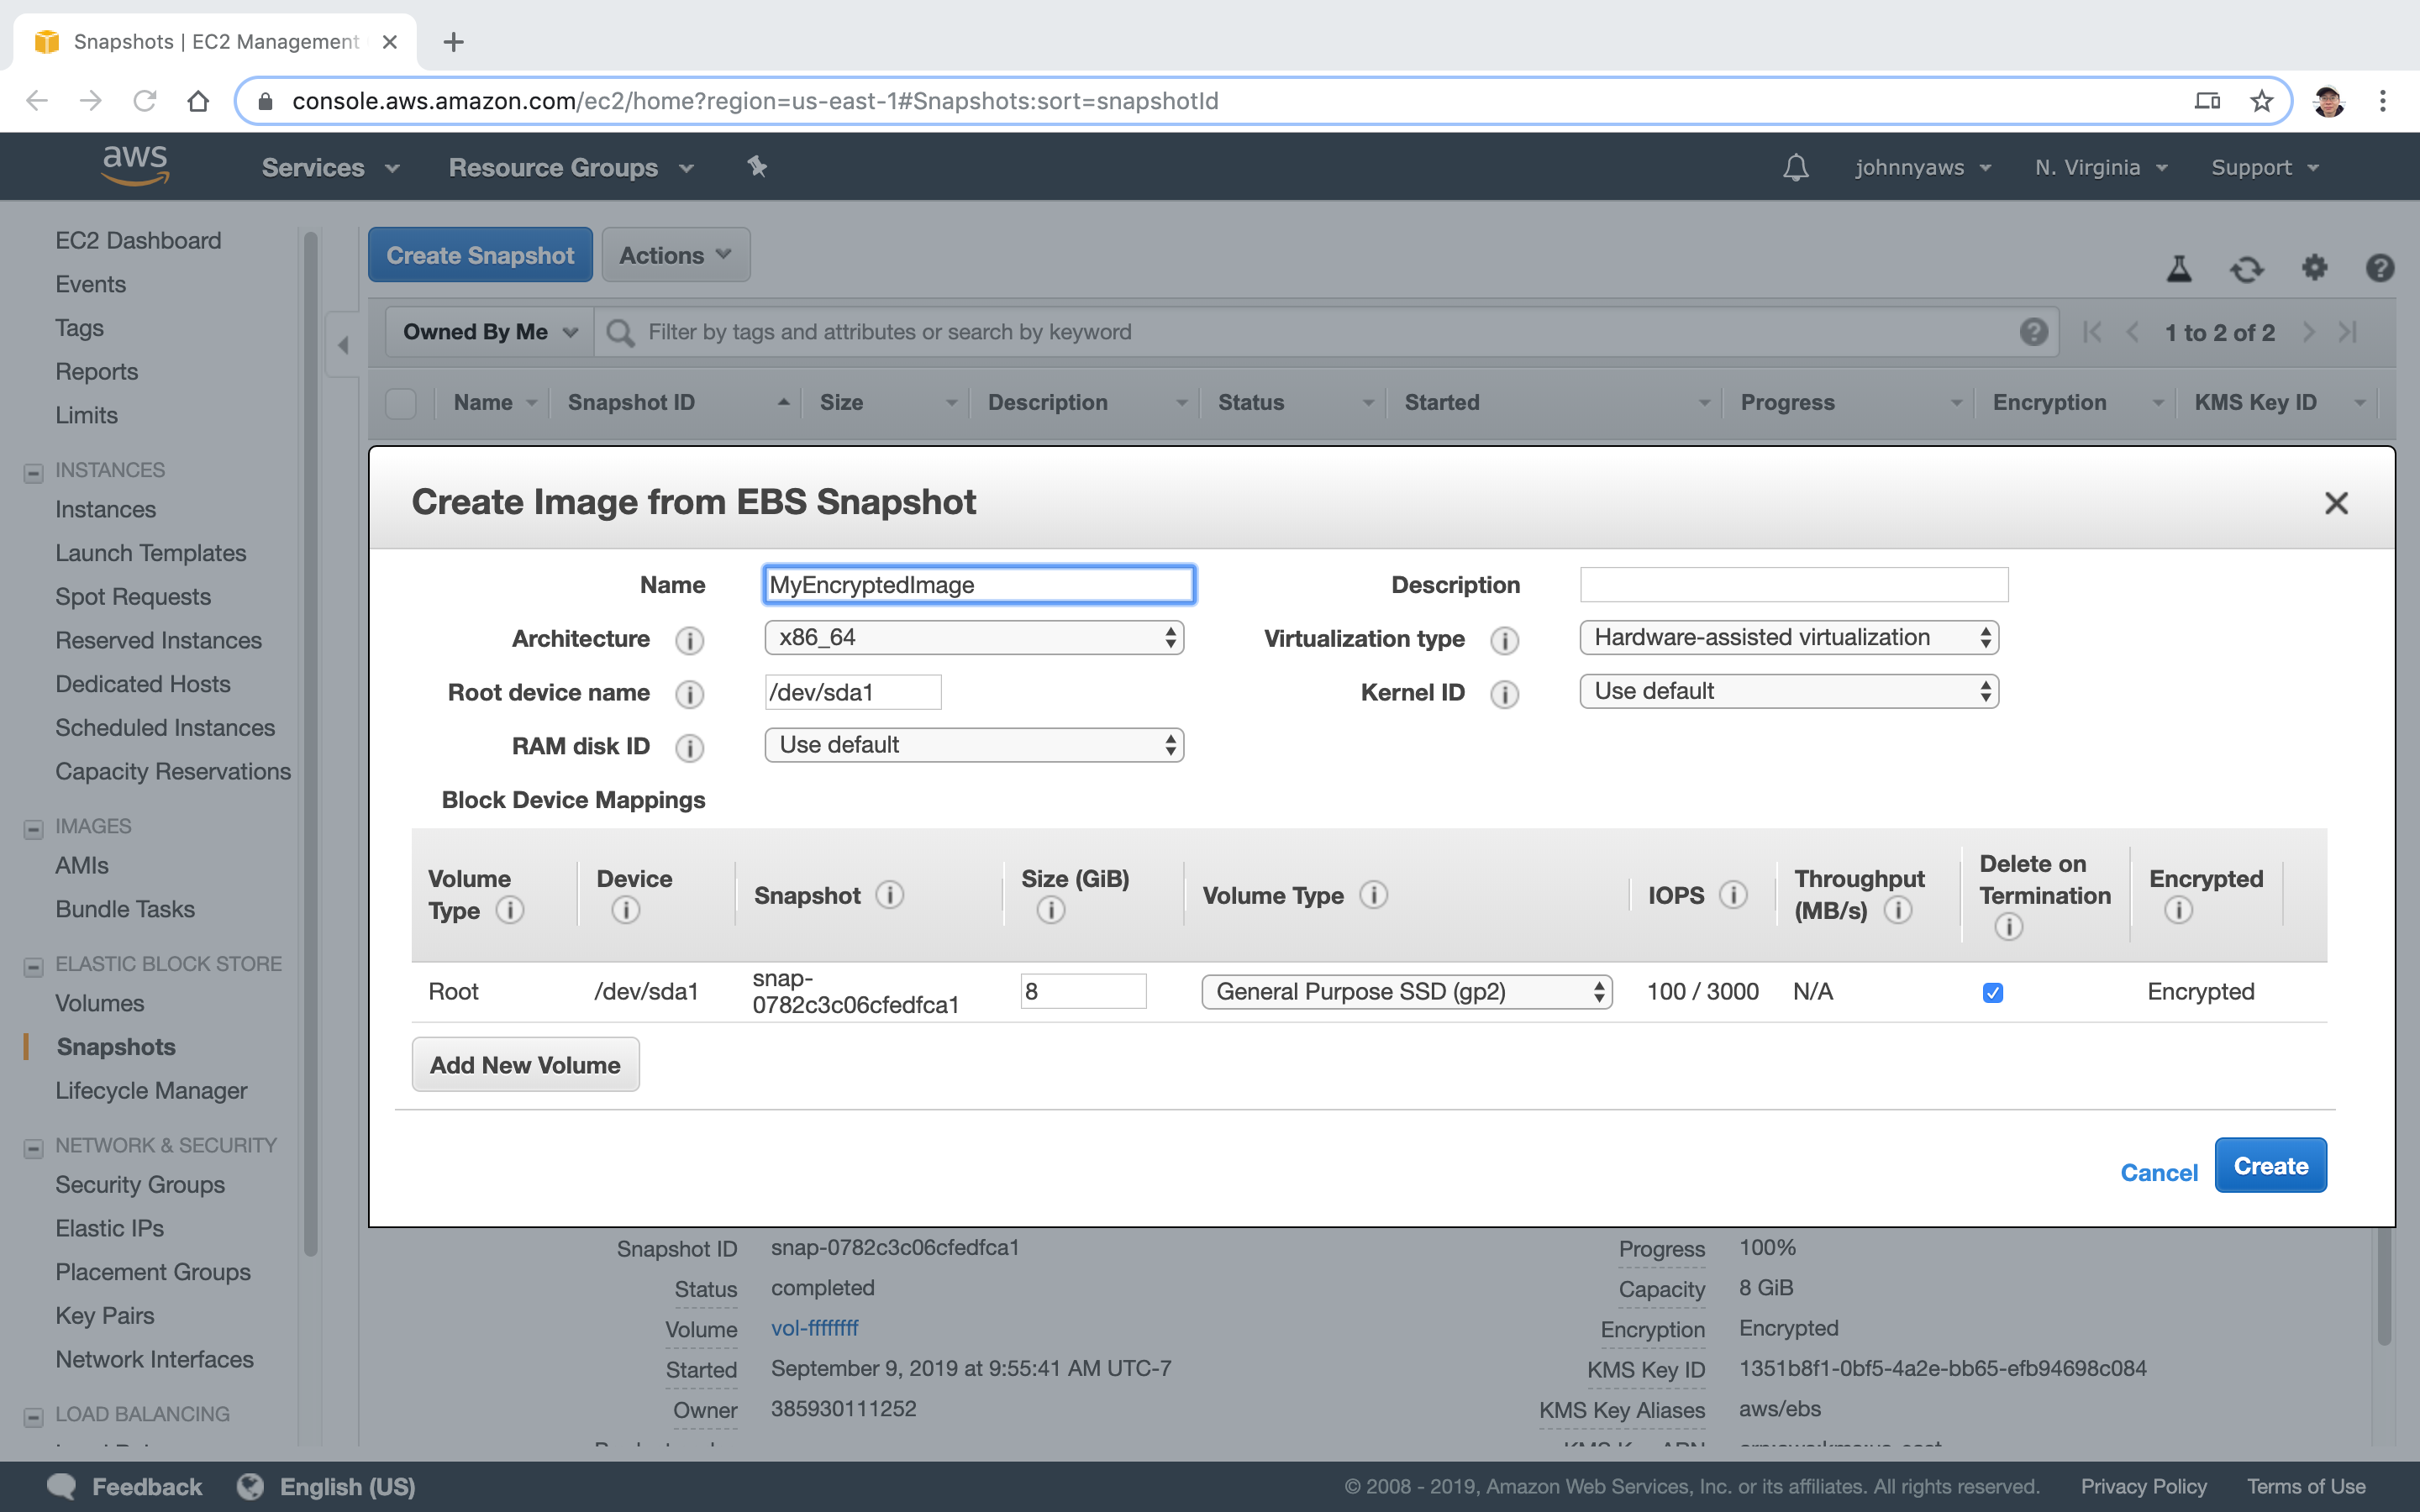 Snapshots | EC2 Management
console.aws.amazon.com/ec2/home?region=us-east-1#Snapshots:sort=snapshotId
aws
Services
Resource Groups
johnnyaws
N. Virginia
Support
EC2 Dashboard
Events
Tags
Reports
Limits
INSTANCES
Instances
Launch Templates
Spot Requests
Reserved Instances
Dedicated Hosts
Scheduled Instances
Capacity Reservations
IMAGES
AMIs
Bundle Tasks
ELASTIC BLOCK STORE
Volumes
Snapshots
Lifecycle Manager
NETWORK & SECURITY
Security Groups
Elastic IPs
Placement Groups
Key Pairs
Network Interfaces
LOAD BALANCING
Create Snapshot
Actions
Owned By Me
Filter by tags and attributes or search by keyword
1 to 2 of 2
Name
Snapshot ID
Size
Description
Status
Started
Progress
Encryption
KMS Key ID
Create Image from EBS Snapshot
Name
MyEncryptedImage
Description
Architecture
x86_64
Virtualization type
Hardware-assisted virtualization
Root device name
/dev/sda1
Kernel ID
Use default
RAM disk ID
Use default
Block Device Mappings
Volume Type
Device
Snapshot
Size (GiB)
Volume Type
IOPS
Throughput (MB/s)
Delete on Termination
Encrypted
Root
/dev/sda1
snap-
0782c3c06cfedfca1
8
General Purpose SSD (gp2)
100 / 3000
N/A
Encrypted
Add New Volume
Cancel
Create
Snapshot ID
snap-0782c3c06cfedfca1
Status
completed
Volume
vol-ffffffff
Started
September 9, 2019 at 9:55:41 AM UTC-7
Owner
385930111252
Progress
100%
Capacity
8 GiB
Encryption
Encrypted
KMS Key ID
1351b8f1-0bf5-4a2e-bb65-efb94698c084
KMS Key Aliases
aws/ebs
KMS Key ARN
Feedback
English (US)
© 2008 - 2019, Amazon Web Services, Inc. or its affiliates. All rights reserved.
Privacy Policy
Terms of Use